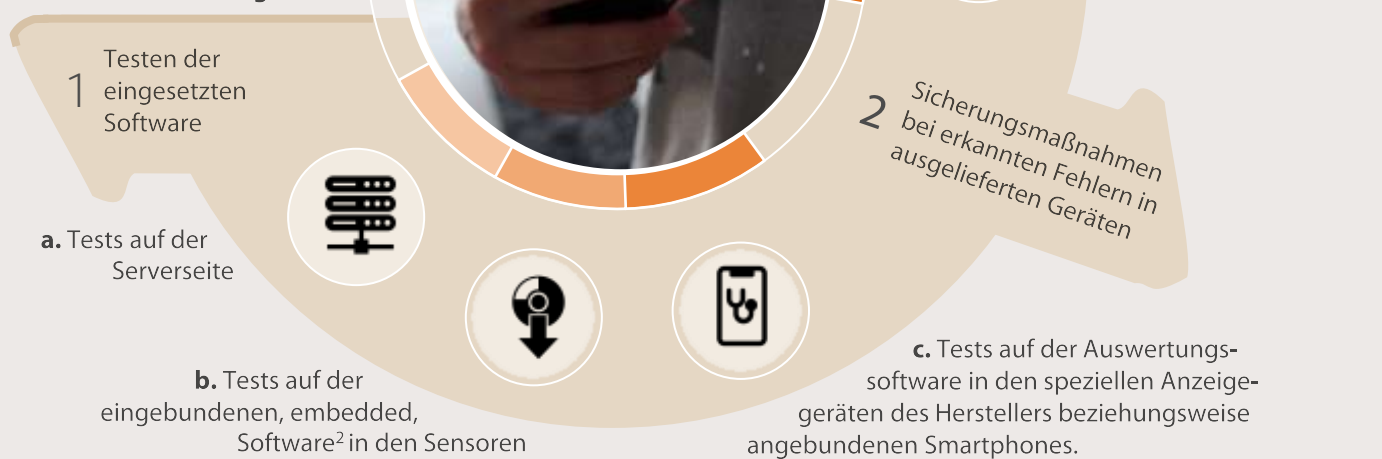 1
Testen der
eingesetzten
Software
2
Sicherungsmaßnahmen
bei erkannten Fehlern in
ausgelieferten Geräten
a. Tests auf der
Serverseite
b. Tests auf der
eingebundenen, embedded,
Software² in den Sensoren
c. Tests auf der Auswertungs-
software in den speziellen Anzeige-
geräten des Herstellers beziehungsweise
angebundenen Smartphones.